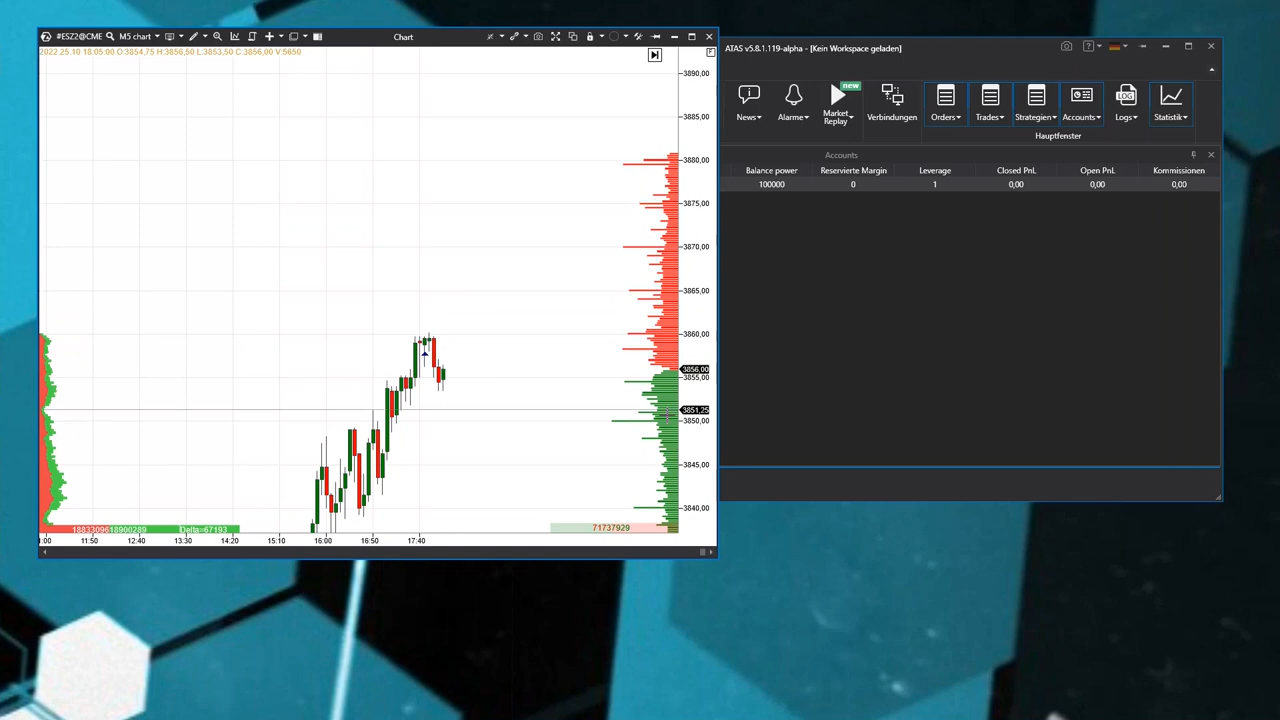 #ESZ2@CME M5 chart Chart
2022.25.10 18:05:00 O:3854,75 H:3856,50 L:3853,50 C:3856,00 V:5650
3890,00
3885,00
3880,00
3875,00
3870,00
3865,00
3860,00
3856,00
3855,00
3851,25
3850,00
3845,00
3840,00
18833096 18900289 Delta=67193
71737929
11:50 12:40 13:30 14:20 15:10 16:00 16:50 17:40
ATAS v5.8.1.119-alpha - [Kein Workspace geladen]
new
News Alarme Market Replay Verbindungen Orders Trades Strategien Accounts Logs Statistik
LOG
Hauptfenster
Accounts
Balance power Reservierte Margin Leverage Closed PnL Open PnL Kommissionen
100000 0 1 0,00 0,00 0,00